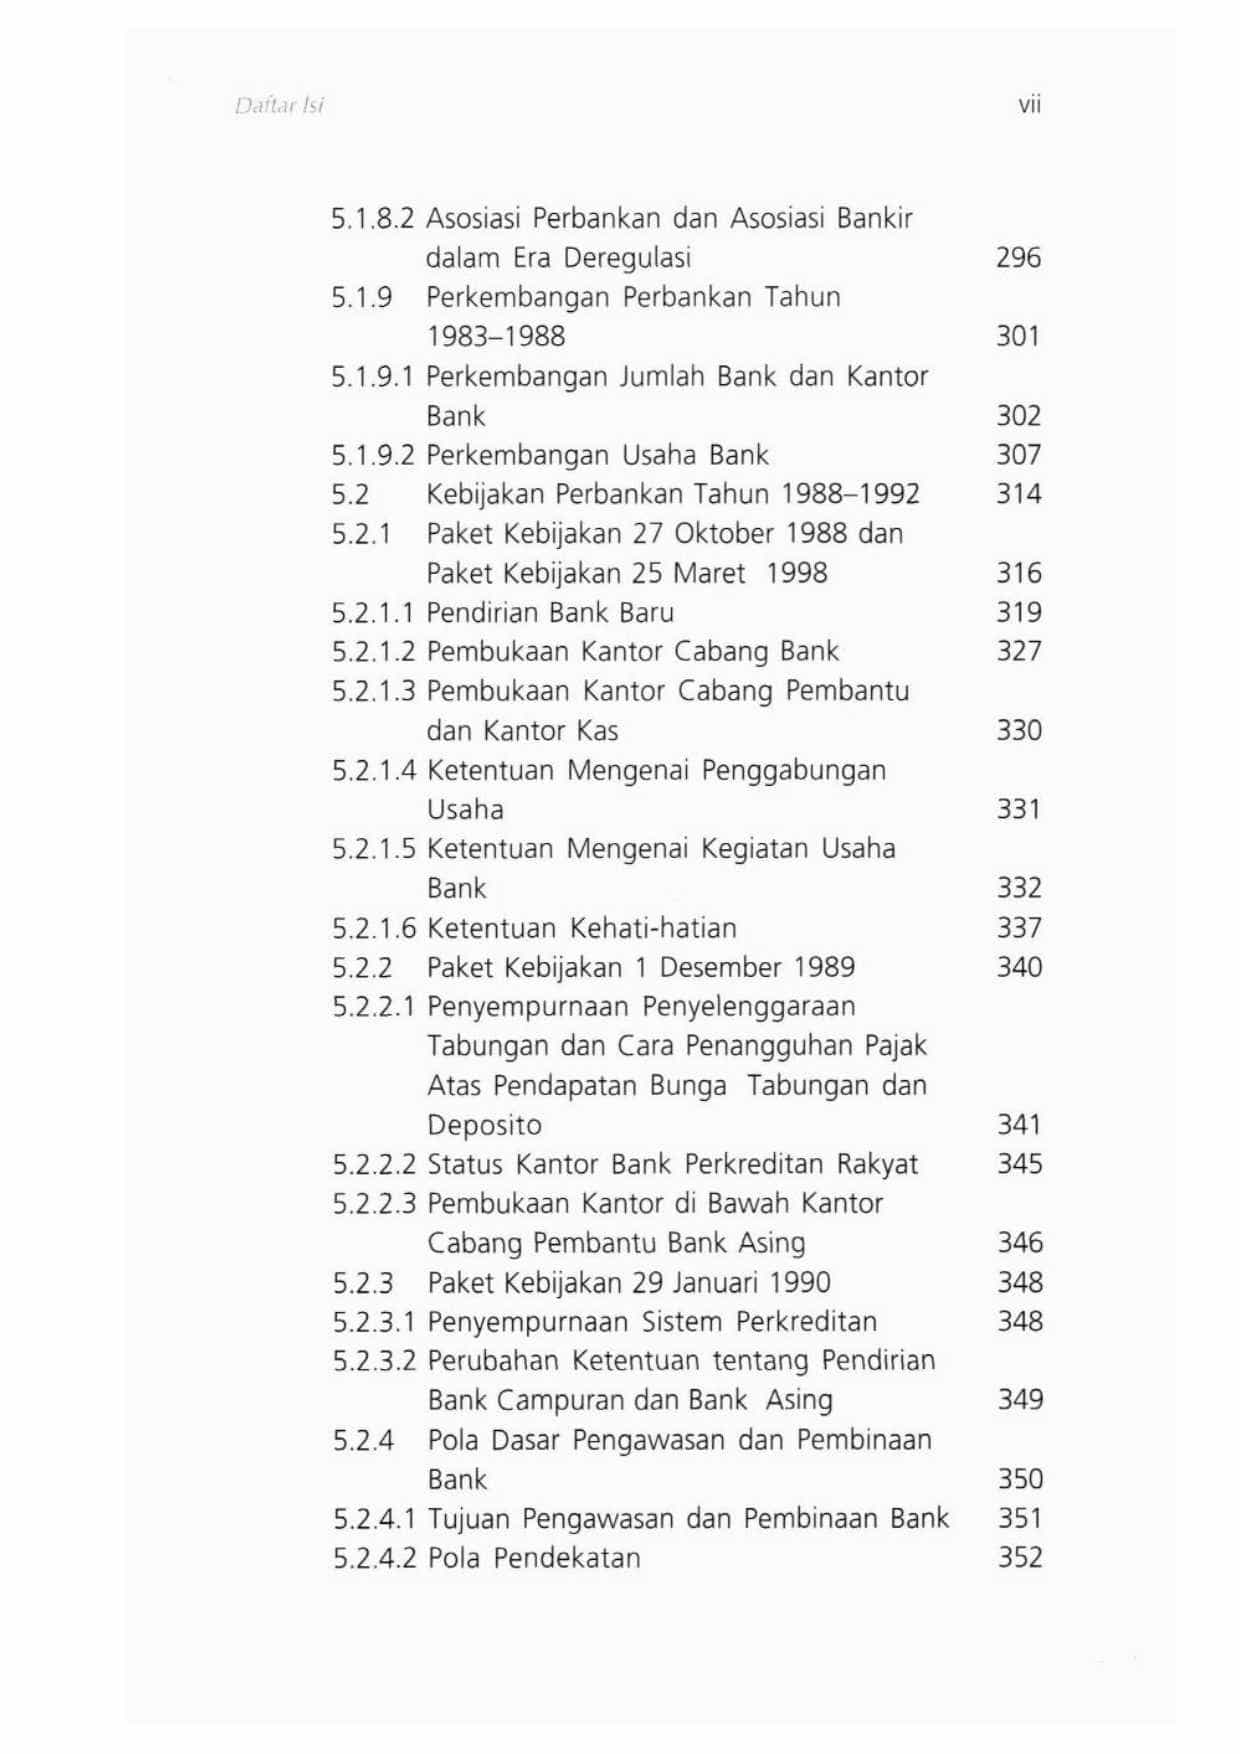 Daftar Isi vii
5.1.8.2 Asosiasi Perbankan dan Asosiasi Bankir
dalam Era Deregulasi 296
5.1.9 Perkembangan Perbankan Tahun
1983–1988 301
5.1.9.1 Perkembangan Jumlah Bank dan Kantor
Bank 302
5.1.9.2 Perkembangan Usaha Bank 307
5.2 Kebijakan Perbankan Tahun 1988–1992 314
5.2.1 Paket Kebijakan 27 Oktober 1988 dan
Paket Kebijakan 25 Maret 1998 316
5.2.1.1 Pendirian Bank Baru 319
5.2.1.2 Pembukaan Kantor Cabang Bank 327
5.2.1.3 Pembukaan Kantor Cabang Pembantu
dan Kantor Kas 330
5.2.1.4 Ketentuan Mengenai Penggabungan
Usaha 331
5.2.1.5 Ketentuan Mengenai Kegiatan Usaha
Bank 332
5.2.1.6 Ketentuan Kehati-hatian 337
5.2.2 Paket Kebijakan 1 Desember 1989 340
5.2.2.1 Penyempurnaan Penyelenggaraan
Tabungan dan Cara Penangguhan Pajak
Atas Pendapatan Bunga Tabungan dan
Deposito 341
5.2.2.2 Status Kantor Bank Perkreditan Rakyat 345
5.2.2.3 Pembukaan Kantor di Bawah Kantor
Cabang Pembantu Bank Asing 346
5.2.3 Paket Kebijakan 29 Januari 1990 348
5.2.3.1 Penyempurnaan Sistem Perkreditan 348
5.2.3.2 Perubahan Ketentuan tentang Pendirian
Bank Campuran dan Bank Asing 349
5.2.4 Pola Dasar Pengawasan dan Pembinaan
Bank 350
5.2.4.1 Tujuan Pengawasan dan Pembinaan Bank 351
5.2.4.2 Pola Pendekatan 352